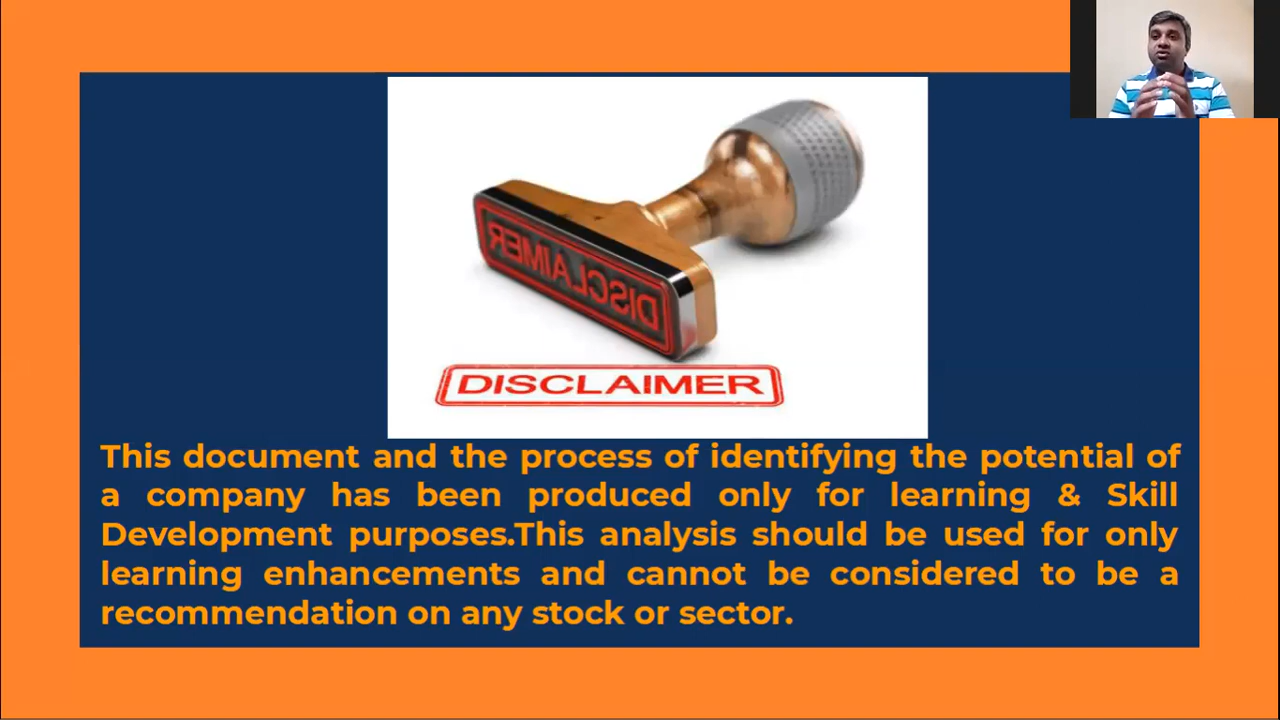 DISCLAIMER
DISCLAIMER
This document and the process of identifying the potential of
a company has been produced only for learning & Skill
Development purposes.This analysis should be used for only
learning enhancements and cannot be considered to be a
recommendation on any stock or sector.